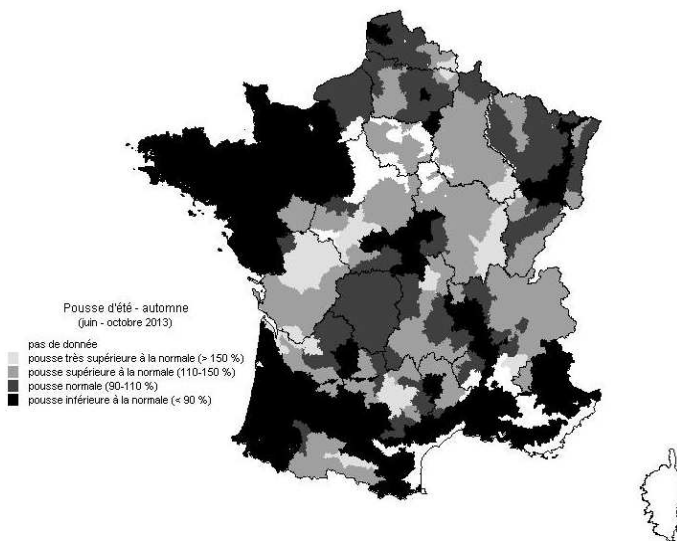 Pousse d'été - automne
(juin - octobre 2013)
pas de donnée
pousse très supérieure à la normale (> 150 %)
pousse supérieure à la normale (110-150 %)
pousse normale (90-110 %)
pousse inférieure à la normale (< 90 %)